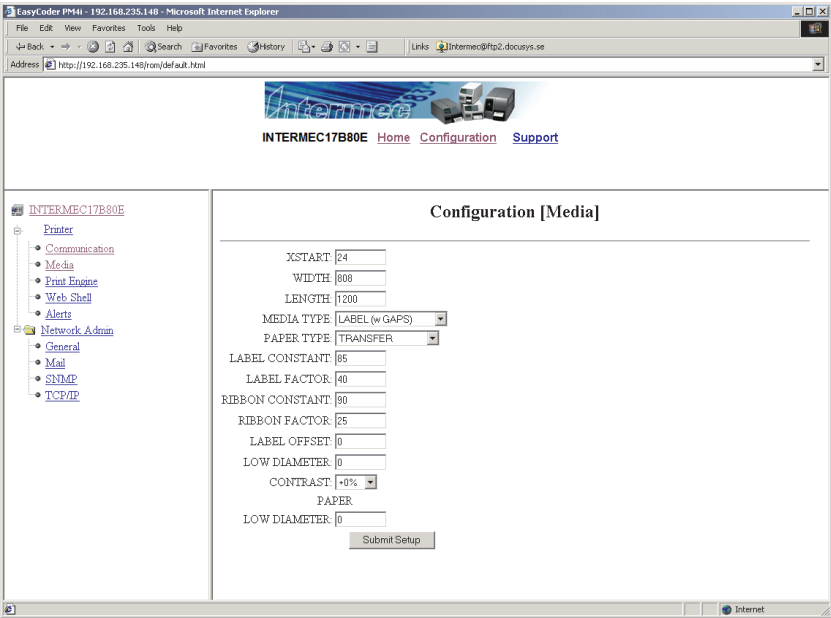 EasyCoder PM4i - 192.168.235.148 - Microsoft Internet Explorer
File Edit View Favorites Tools Help
Back Search Favorites History Links Intermec@ftp2.docusys.se
Address http://192.168.235.148/rom/default.html
Intermec
INTERMEC17B80E Home Configuration Support
INTERMEC17B80E
Printer
Communication
Media
Print Engine
Web Shell
Alerts
Network Admin
General
Mail
SNMP
TCP/IP
Configuration [Media]
XSTART: 24
WIDTH: 808
LENGTH: 1200
MEDIA TYPE: LABEL (w GAPS)
PAPER TYPE: TRANSFER
LABEL CONSTANT: 85
LABEL FACTOR: 40
RIBBON CONSTANT: 90
RIBBON FACTOR: 25
LABEL OFFSET: 0
LOW DIAMETER: 0
CONTRAST: +0%
PAPER
LOW DIAMETER: 0
Submit Setup
Internet